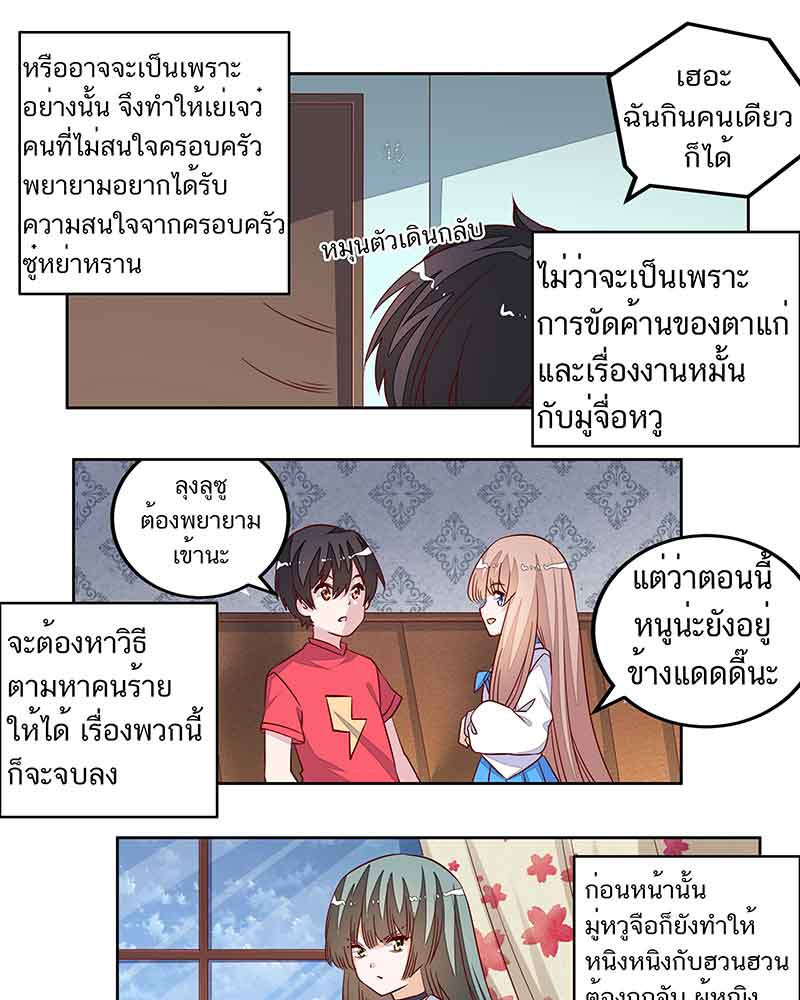 หรืออาจจะเป็นเพราะ
อย่างนั้น จึงทำให้เย่เจว๋
คนที่ไม่สนใจครอบครัว
พยายามอยากได้รับ
ความสนใจจากครอบครัว
ซู๋หย่าหราน
เฮอะ
ฉันกินคนเดียว
ก็ได้
หมุนตัวเดินกลับ
ไม่ว่าจะเป็นเพราะ
การขัดค้านของตาแก่
และเรื่องงานหมั้น
กับมู่จื่อหวู
ลุงลูซู
ต้องพยายาม
เข้านะ
แต่ว่าตอนนี้
หนูน่ะยังอยู่
ข้างแดดดี๊นะ
จะต้องหาวิธี
ตามหาคนร้าย
ให้ได้ เรื่องพวกนี้
ก็จะจบลง
ก่อนหน้านั้น
มู่หวูจือก็ยังทำให้
หนิงหนิงกับฮวนฮวน
ต้องถูกจับ ผู้หญิง